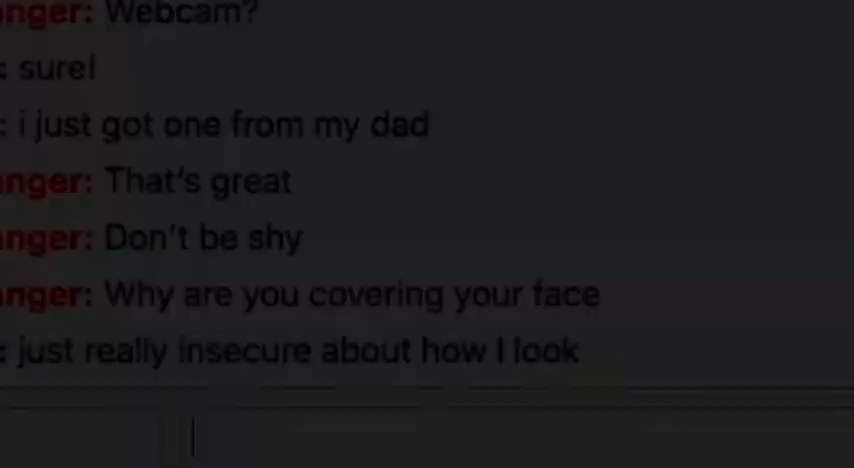 nger: Webcam?
: sure!
: i just got one from my dad
nger: That's great
nger: Don't be shy
nger: Why are you covering your face
: just really insecure about how I look